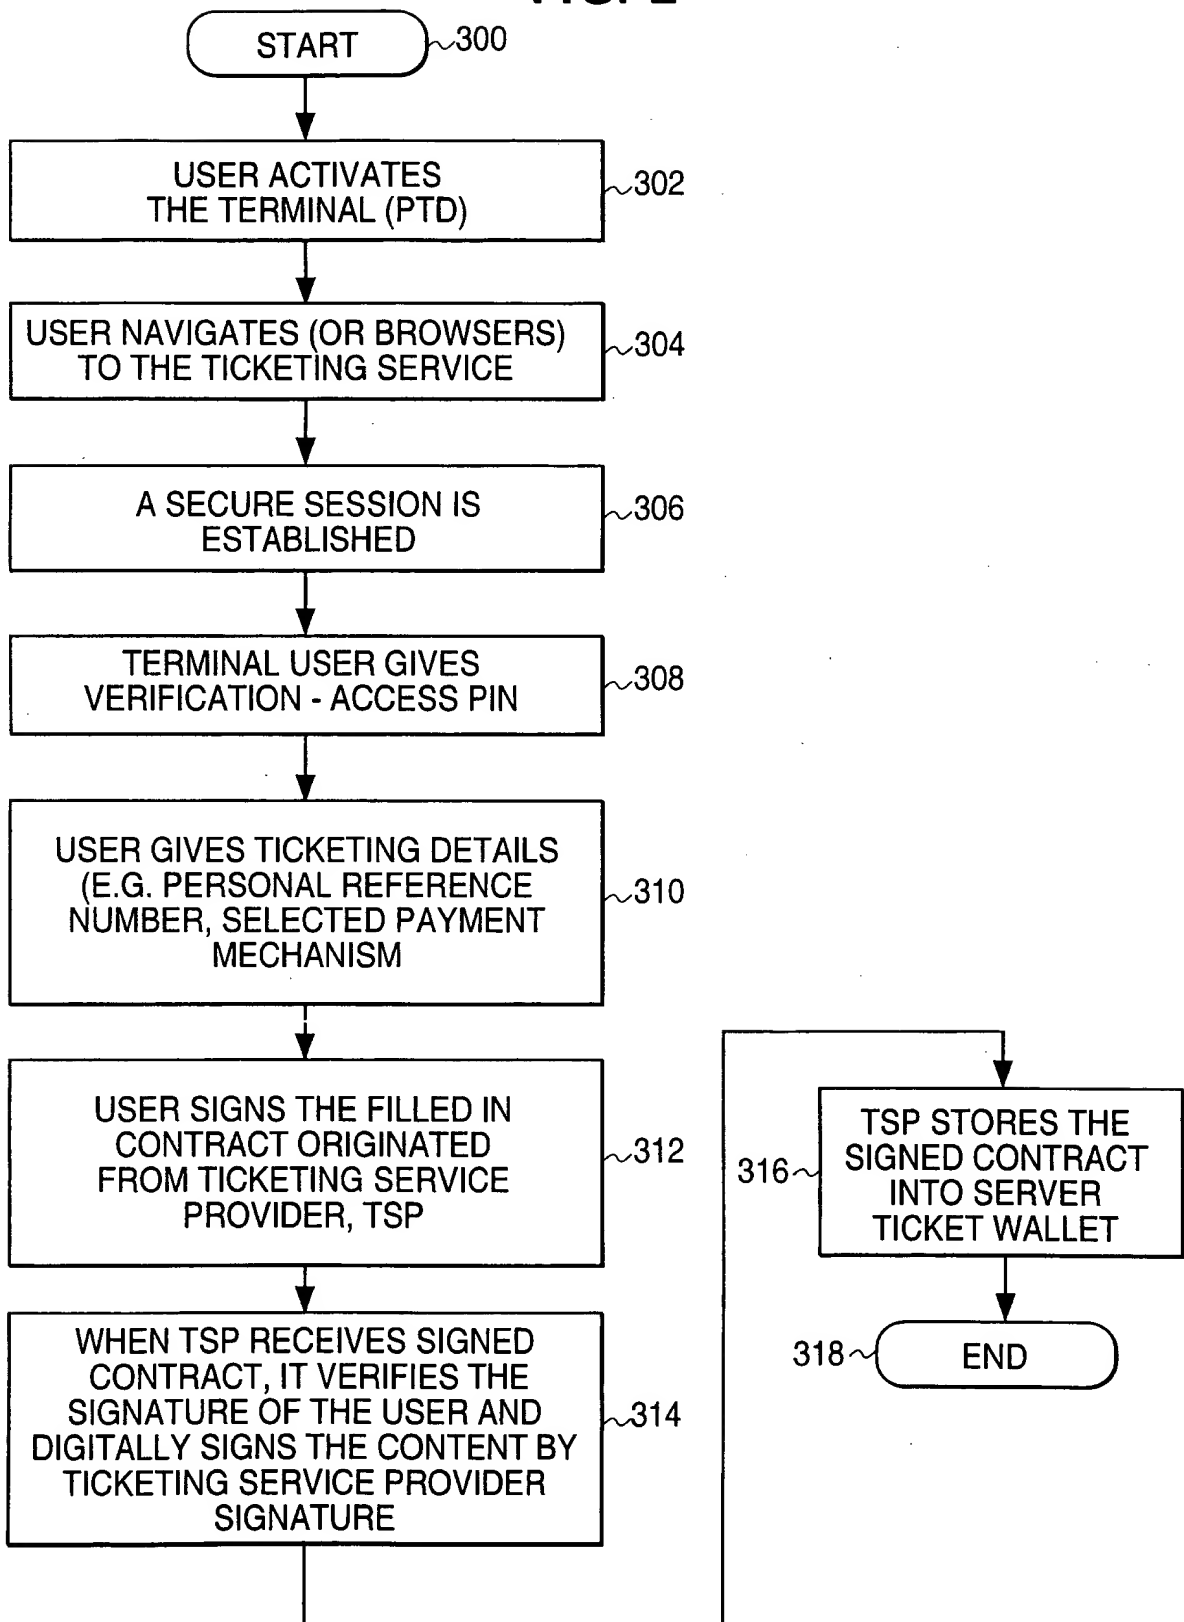 START
300
USER ACTIVATES
THE TERMINAL (PTD)
302
USER NAVIGATES (OR BROWSERS)
TO THE TICKETING SERVICE
304
A SECURE SESSION IS
ESTABLISHED
306
TERMINAL USER GIVES
VERIFICATION - ACCESS PIN
308
USER GIVES TICKETING DETAILS
(E.G. PERSONAL REFERENCE
NUMBER, SELECTED PAYMENT
MECHANISM
310
USER SIGNS THE FILLED IN
CONTRACT ORIGINATED
FROM TICKETING SERVICE
PROVIDER, TSP
312
WHEN TSP RECEIVES SIGNED
CONTRACT, IT VERIFIES THE
SIGNATURE OF THE USER AND
DIGITALLY SIGNS THE CONTENT BY
TICKETING SERVICE PROVIDER
SIGNATURE
314
TSP STORES THE
SIGNED CONTRACT
INTO SERVER
TICKET WALLET
316
318
END